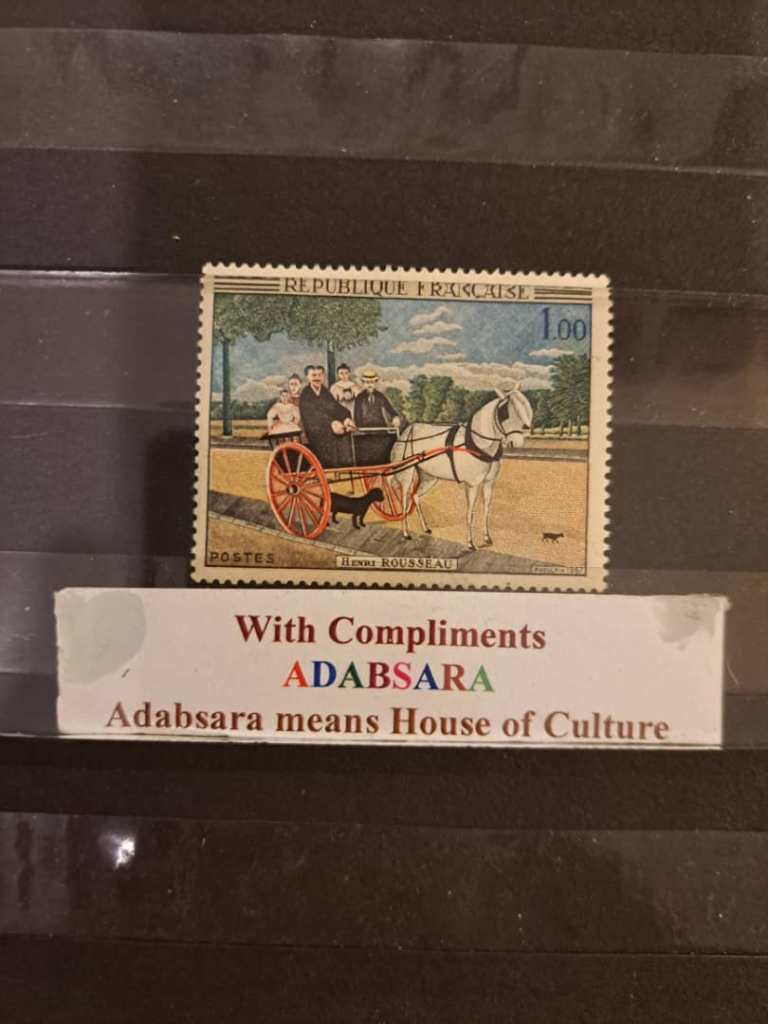 REPUBLIQUE FRANÇAISE
1.00
POSTES
HENRI ROUSSEAU
With Compliments
ADABSARA
Adabsara means House of Culture